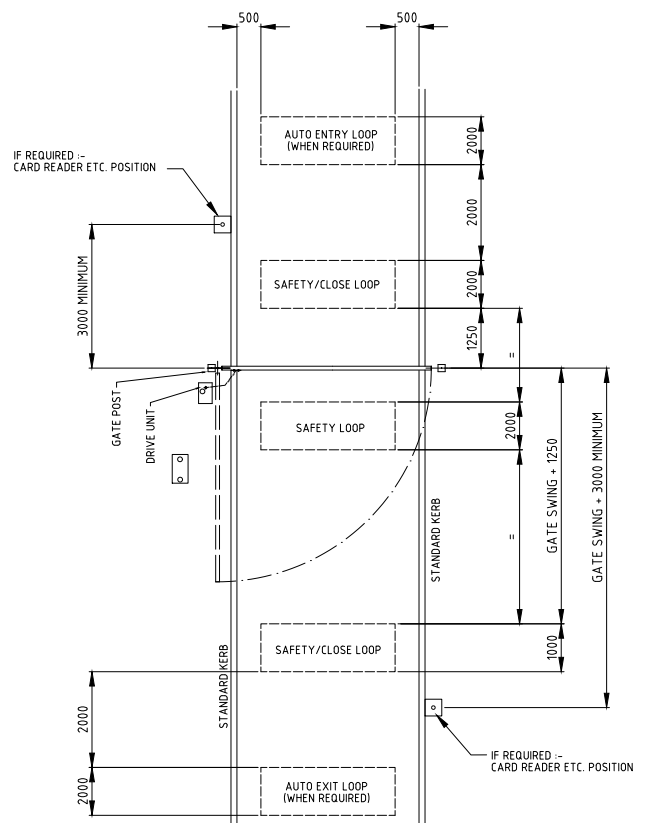 500
500
AUTO ENTRY LOOP
(WHEN REQUIRED)
2000
IF REQUIRED :-
CARD READER ETC. POSITION
2000
3000 MINIMUM
SAFETY/CLOSE LOOP
2000
1250
=
GATE POST
DRIVE UNIT
SAFETY LOOP
2000
GATE SWING + 1250
GATE SWING + 3000 MINIMUM
=
STANDARD KERB
STANDARD KERB
SAFETY/CLOSE LOOP
1000
2000
IF REQUIRED :-
CARD READER ETC. POSITION
2000
AUTO EXIT LOOP
(WHEN REQUIRED)